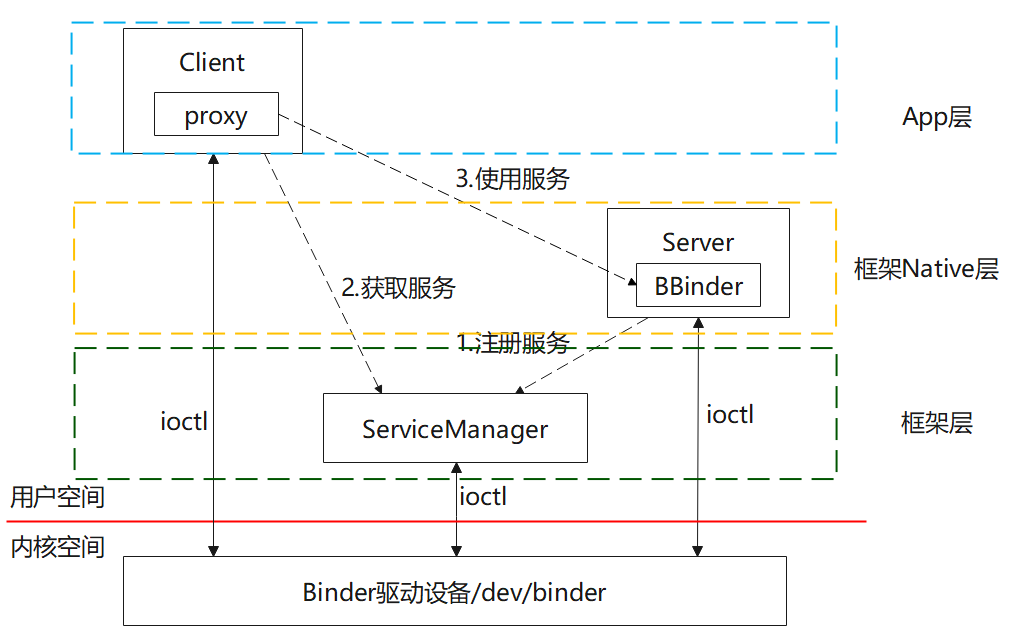 Client
proxy
App层
3.使用服务
Server
BBinder
框架Native层
2.获取服务
1.注册服务
ioctl
ServiceManager
ioctl
框架层
用户空间
ioctl
内核空间
Binder驱动设备/dev/binder